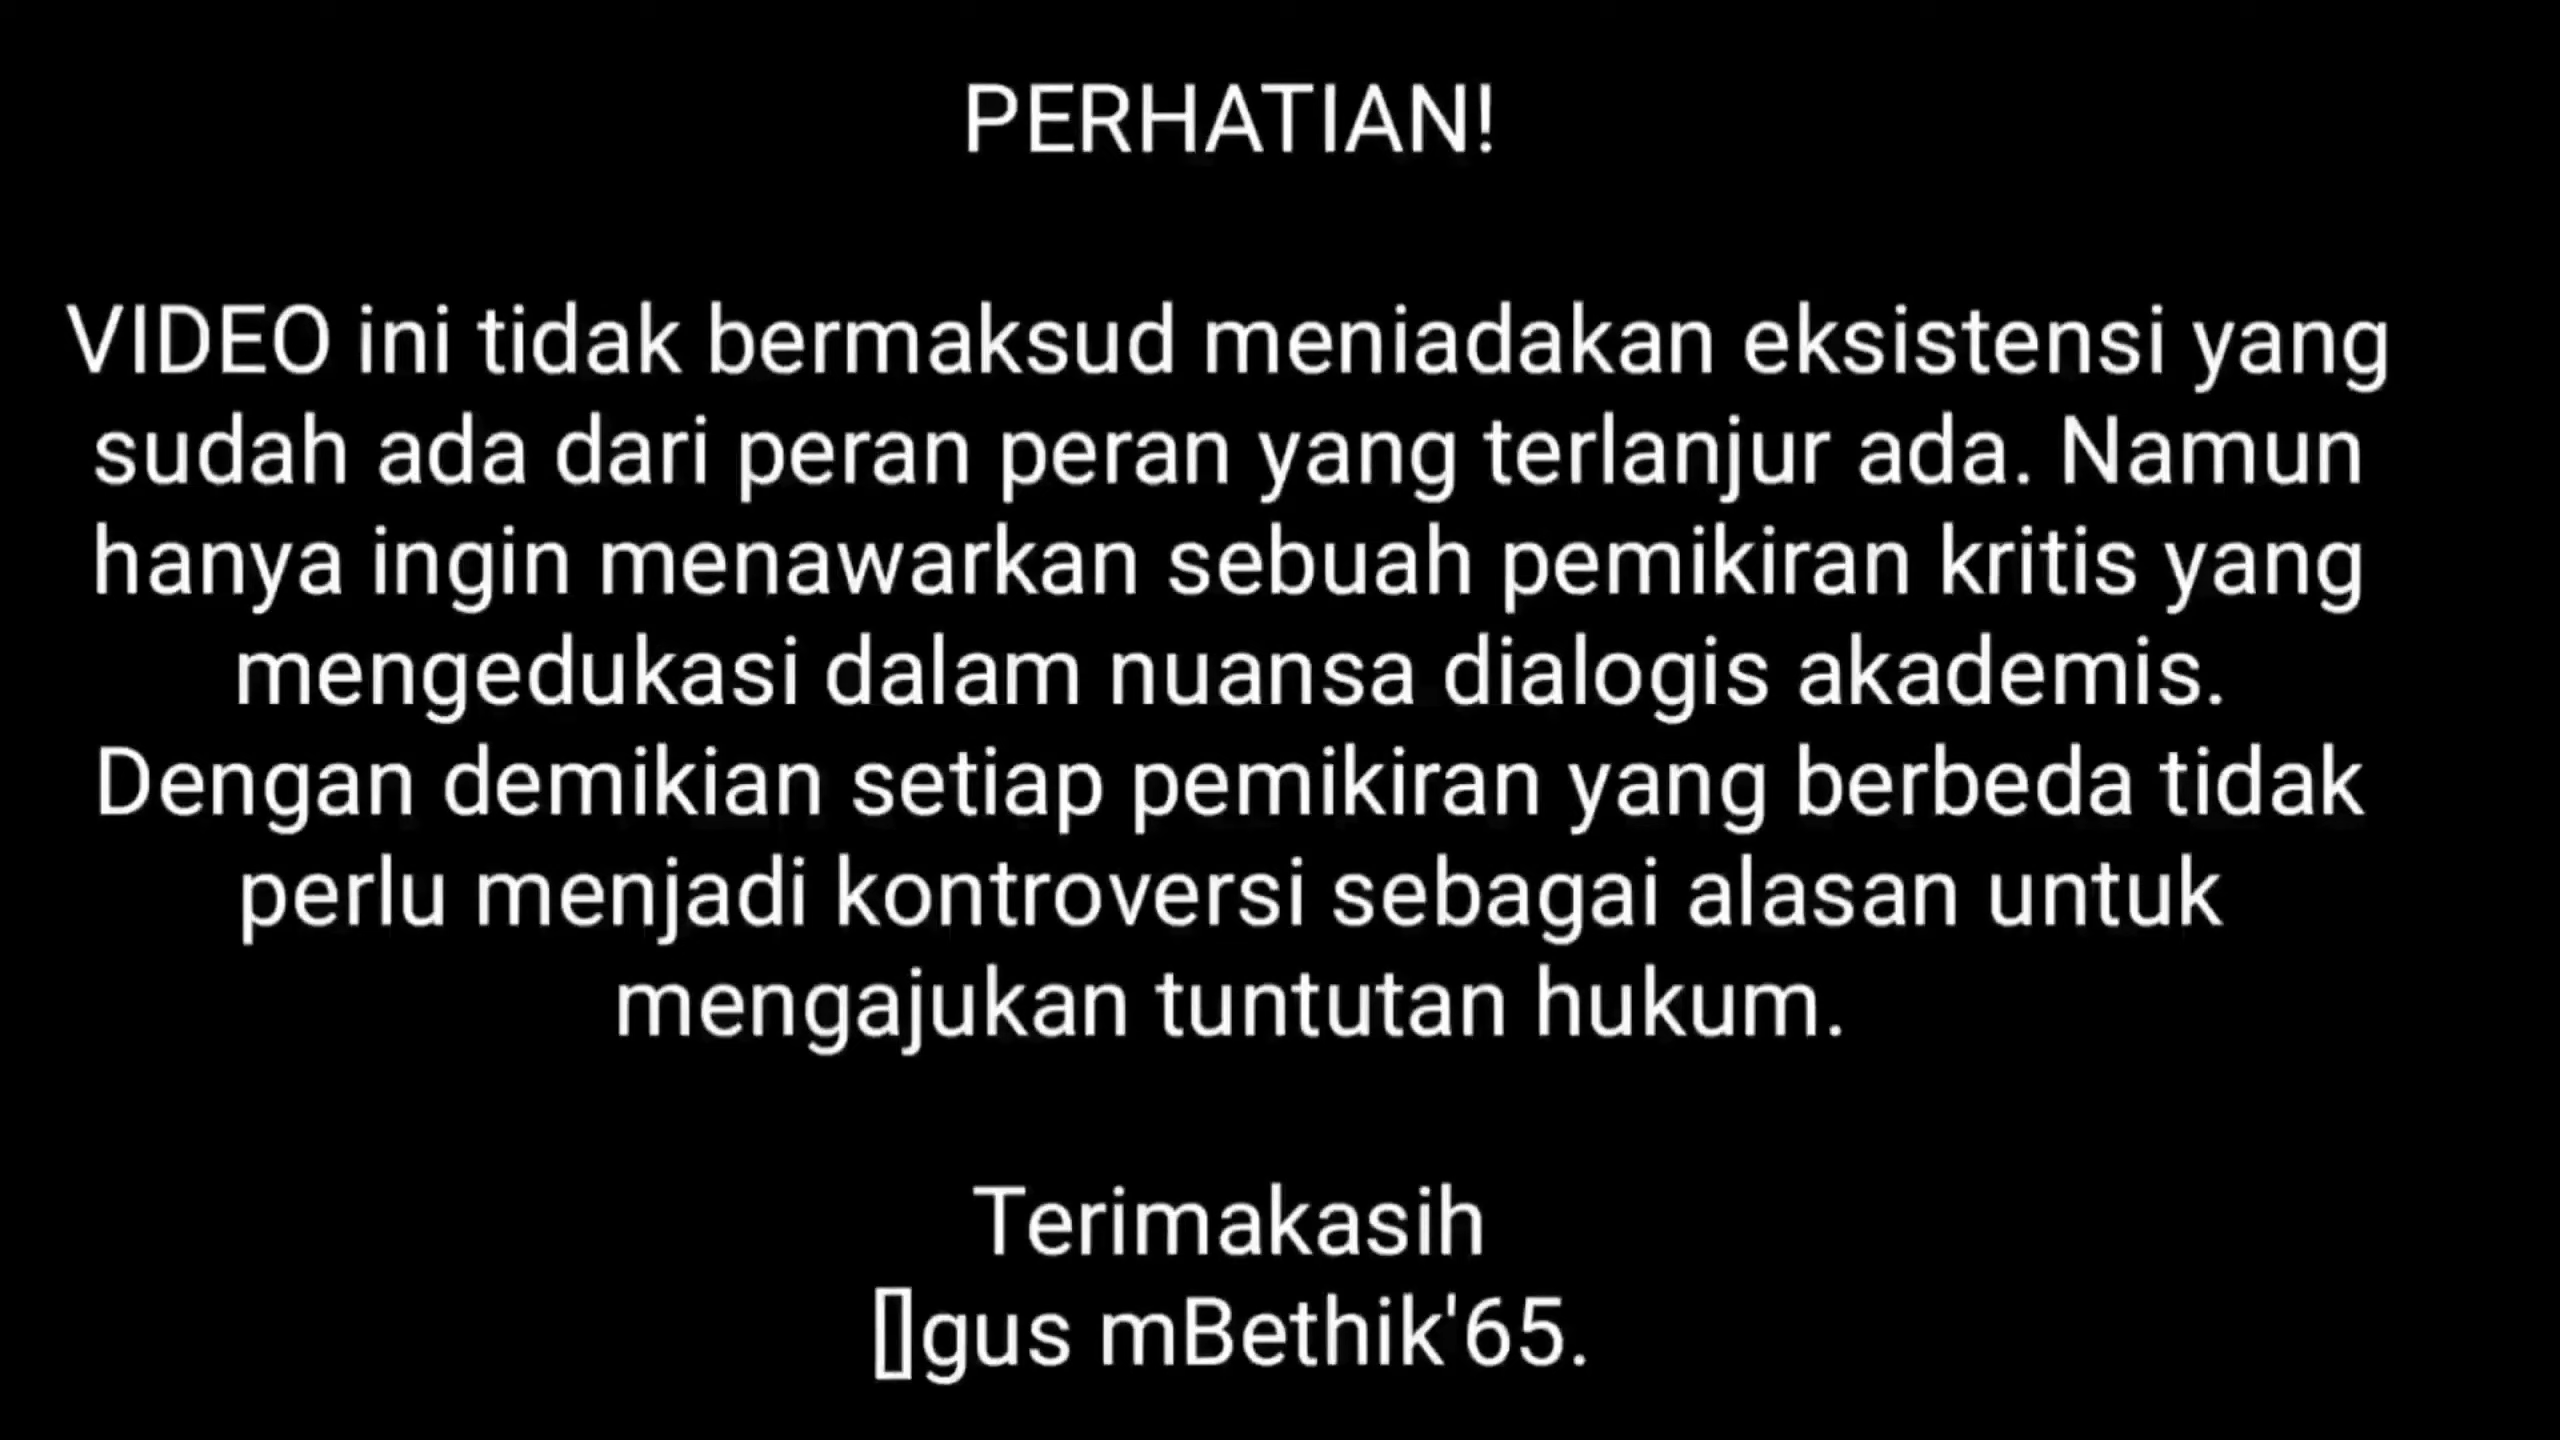 PERHATIAN!
VIDEO ini tidak bermaksud meniadakan eksistensi yang
sudah ada dari peran peran yang terlanjur ada. Namun
hanya ingin menawarkan sebuah pemikiran kritis yang
mengedukasi dalam nuansa dialogis akademis.
Dengan demikian setiap pemikiran yang berbeda tidak
perlu menjadi kontroversi sebagai alasan untuk
mengajukan tuntutan hukum.
Terimakasih
▯gus mBethik'65.